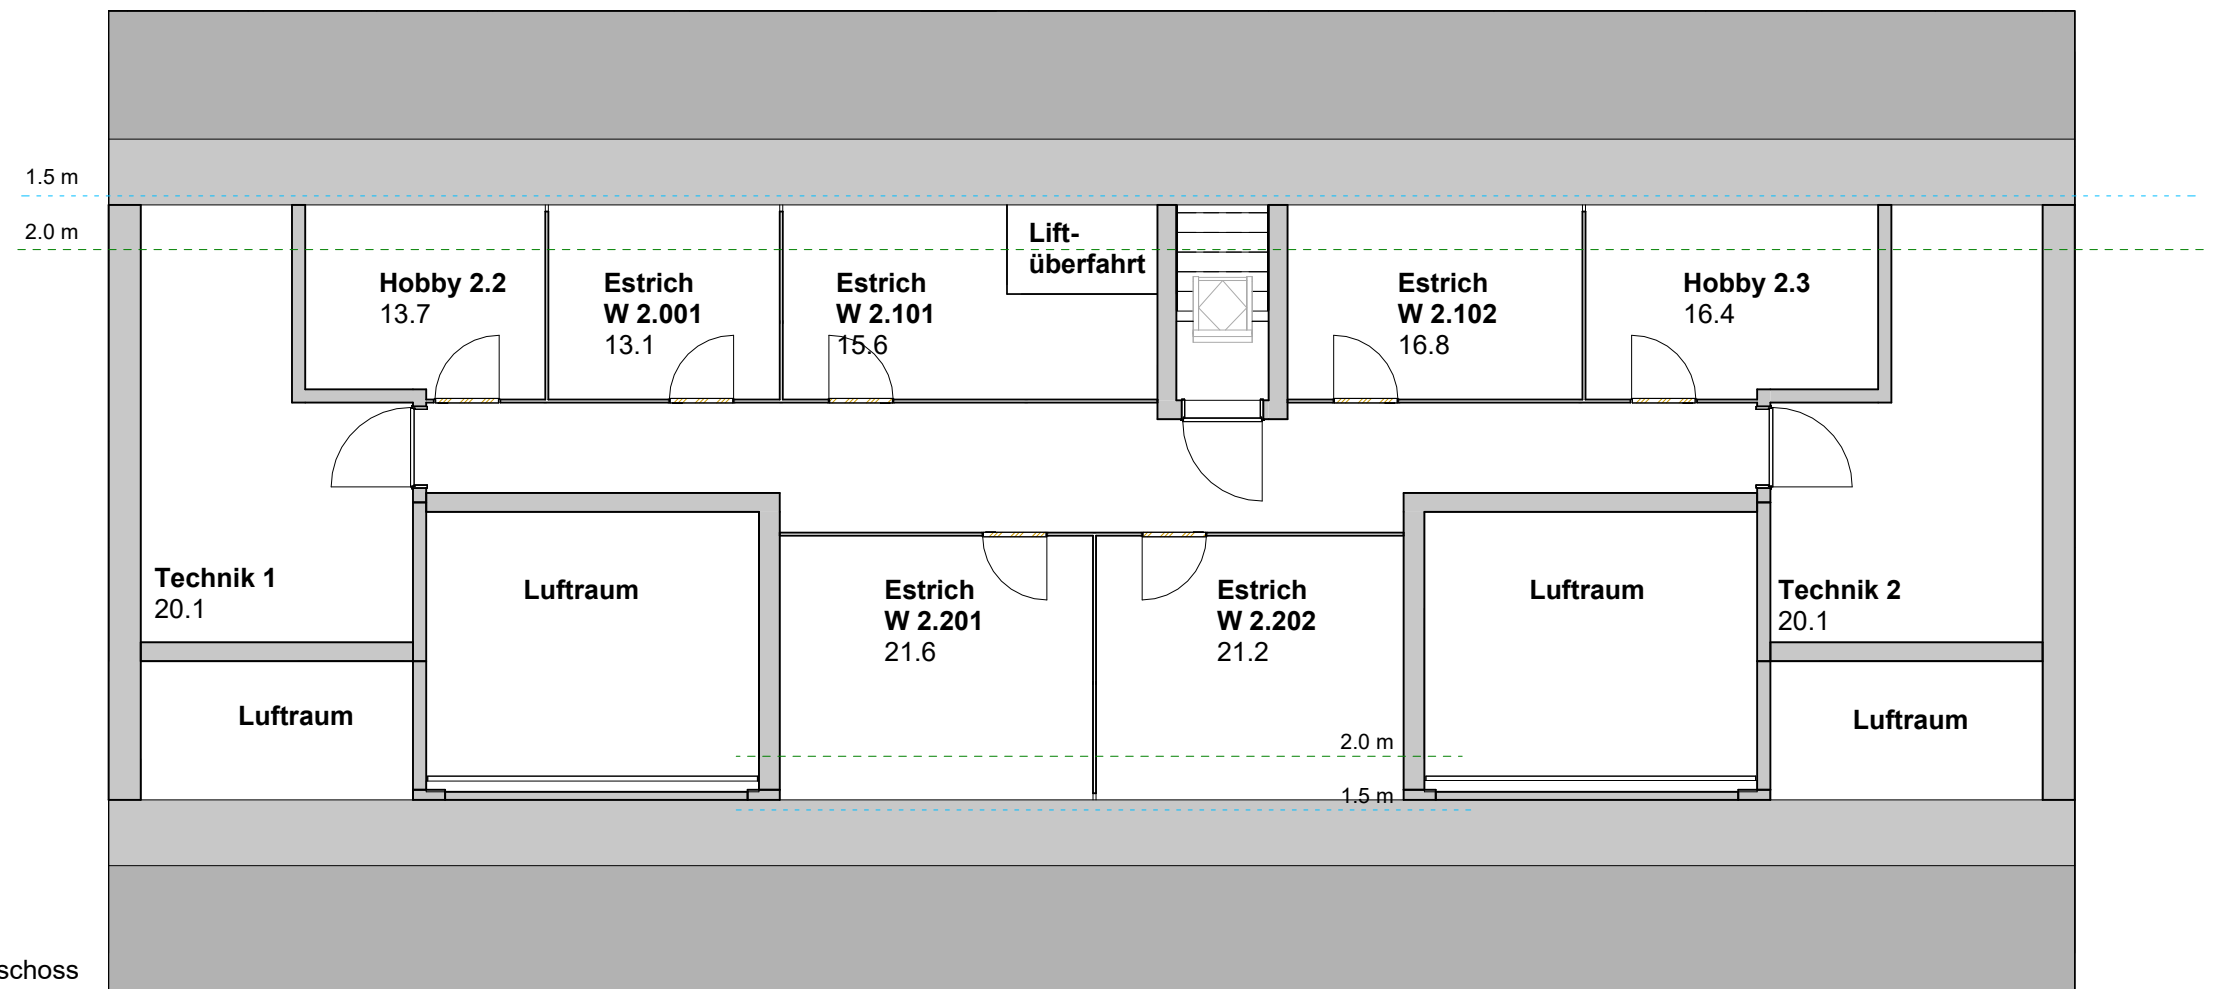 1.5 m
2.0 m
Lift-
überfahrt
Hobby 2.2
13.7
Estrich
W 2.001
13.1
Estrich
W 2.101
15.6
Estrich
W 2.102
16.8
Hobby 2.3
16.4
Technik 1
20.1
Luftraum
Estrich
W 2.201
21.6
Estrich
W 2.202
21.2
Luftraum
Technik 2
20.1
Luftraum
Luftraum
2.0 m
1.5 m
schoss